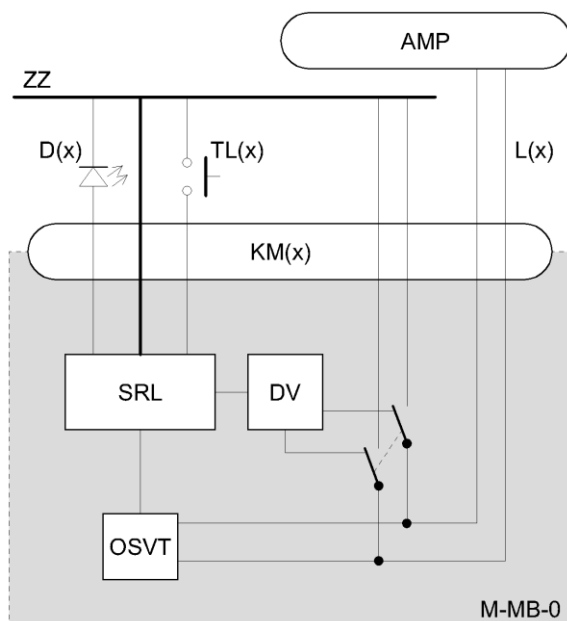 AMP
ZZ
D(x)
TL(x)
L(x)
KM(x)
SRL
DV
OSVT
M-MB-0